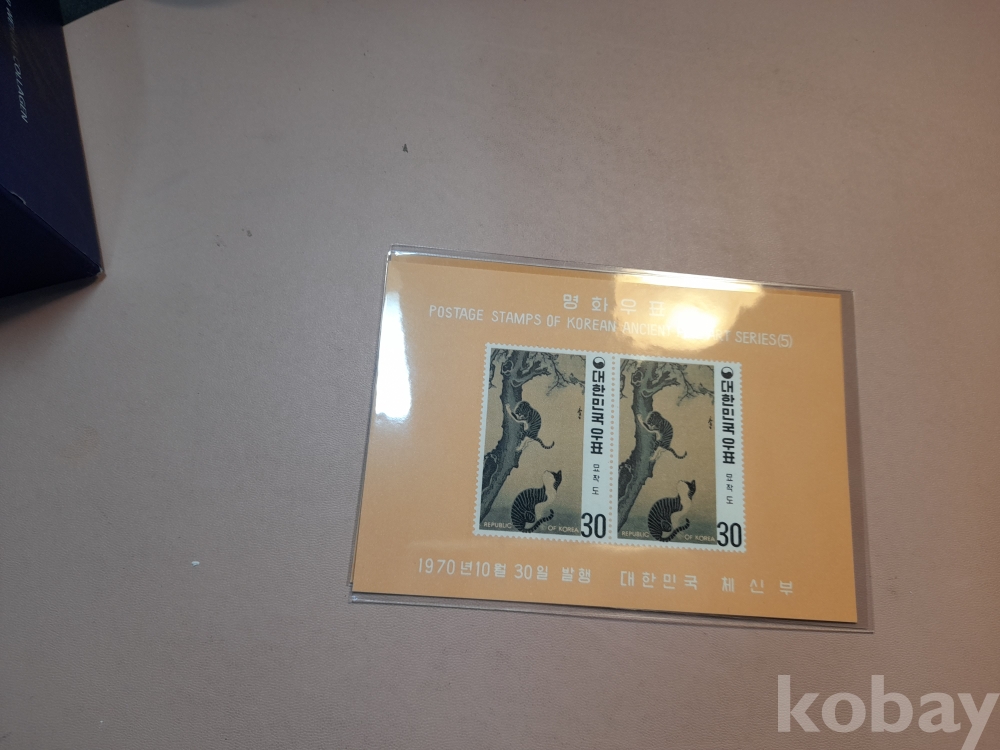 COLLAGEN
명화우표
POSTAGE STAMPS OF KOREAN ANCIENT SERIES(5)
대한민국우표
묘작도
REPUBLIC OF KOREA
30
대한민국우표
묘작도
REPUBLIC OF KOREA
30
1970년10월 30일 발행 대한민국 체신부
kobay